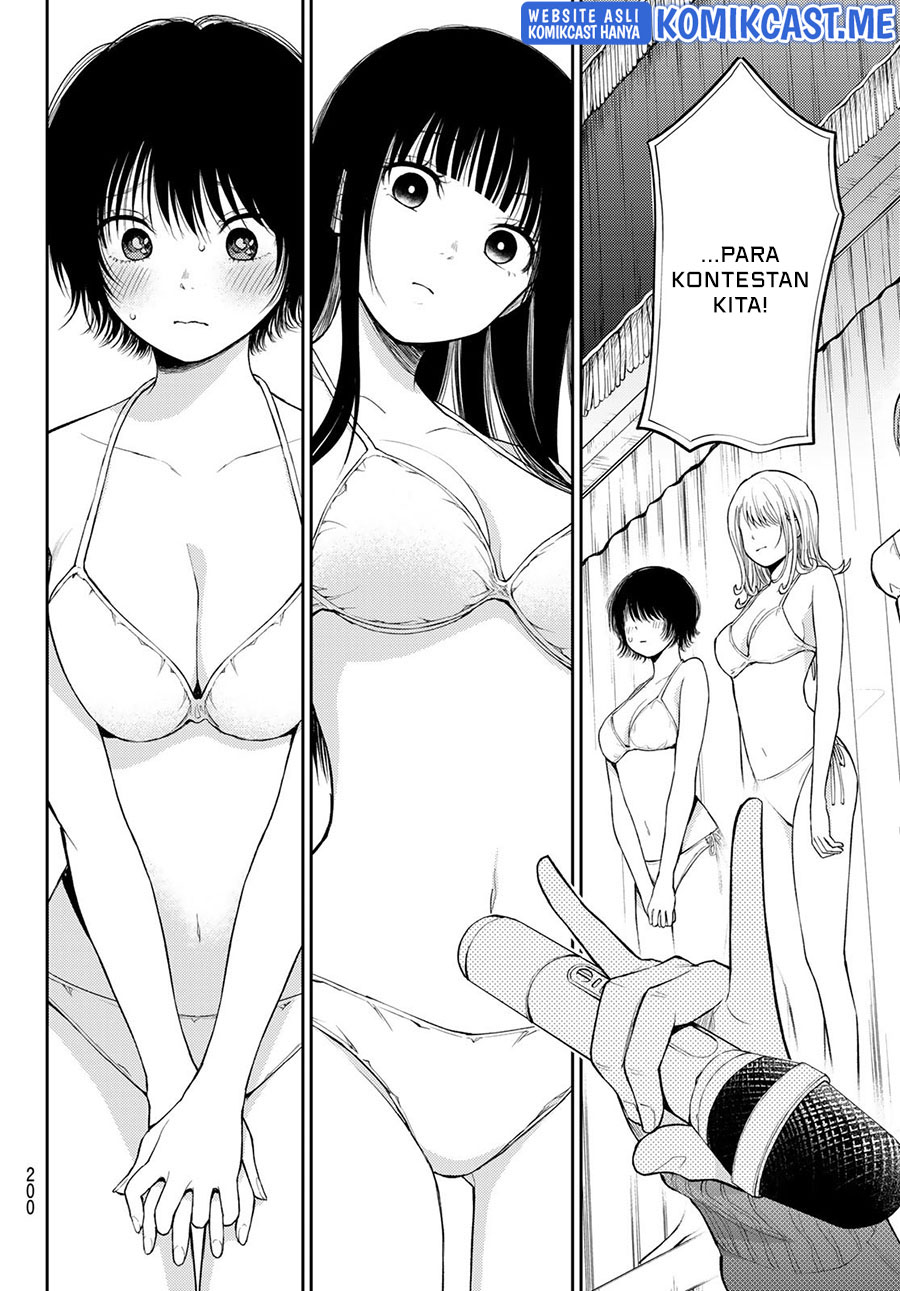 WEBSITE ASLI
KOMIKCAST HANYA
KOMIKCAST.ME
...PARA
KONTESTAN
KITA!
200